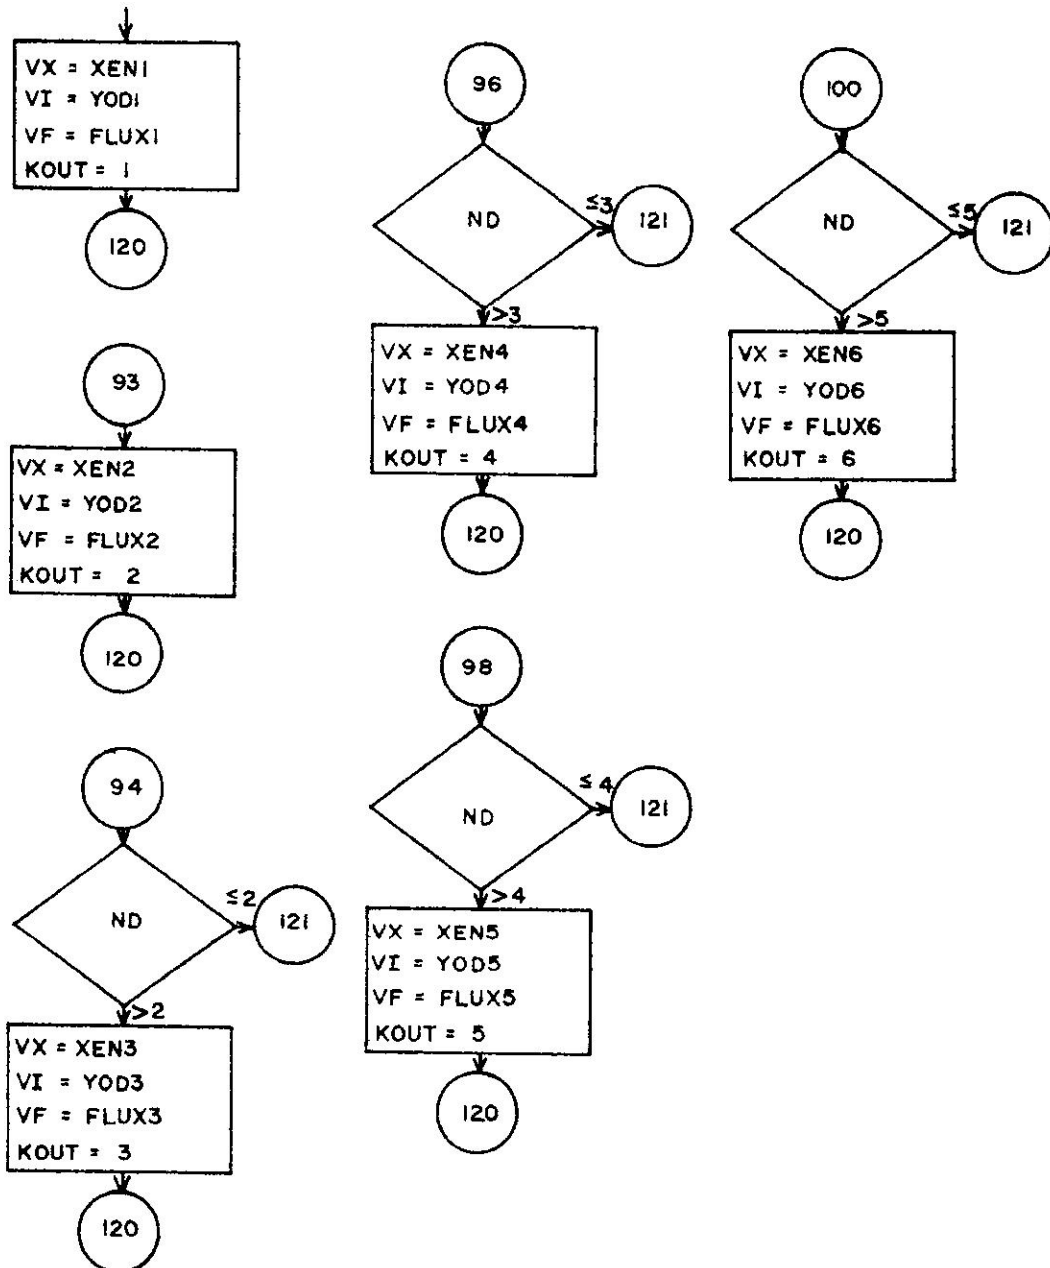 VX = XEN1
VI = YOD1
VF = FLUX1
KOUT = 1
120
93
VX = XEN2
VI = YOD2
VF = FLUX2
KOUT = 2
120
94
ND
≤2
121
>2
VX = XEN3
VI = YOD3
VF = FLUX3
KOUT = 3
120
96
ND
≤3
121
>3
VX = XEN4
VI = YOD4
VF = FLUX4
KOUT = 4
120
98
ND
≤4
121
>4
VX = XEN5
VI = YOD5
VF = FLUX5
KOUT = 5
120
100
ND
≤5
121
>5
VX = XEN6
VI = YOD6
VF = FLUX6
KOUT = 6
120